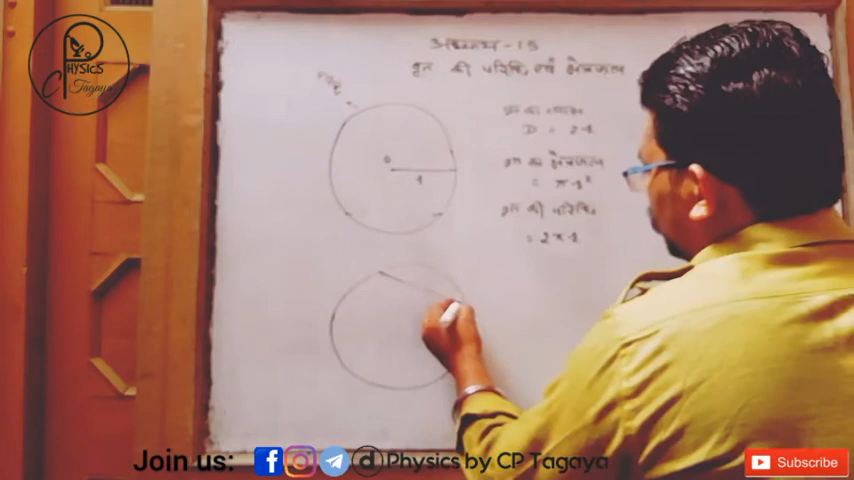 PHYSICS
CP Tagaya
अध्याय - 15
वृत की परिधि एवं क्षेत्रफल
वृत का व्यास
D = 2r
वृत का क्षेत्रफल
= πr²
वृत की परिधि
= 2πr
o
r
Join us: f d Physics by CP Tagaya
Subscribe